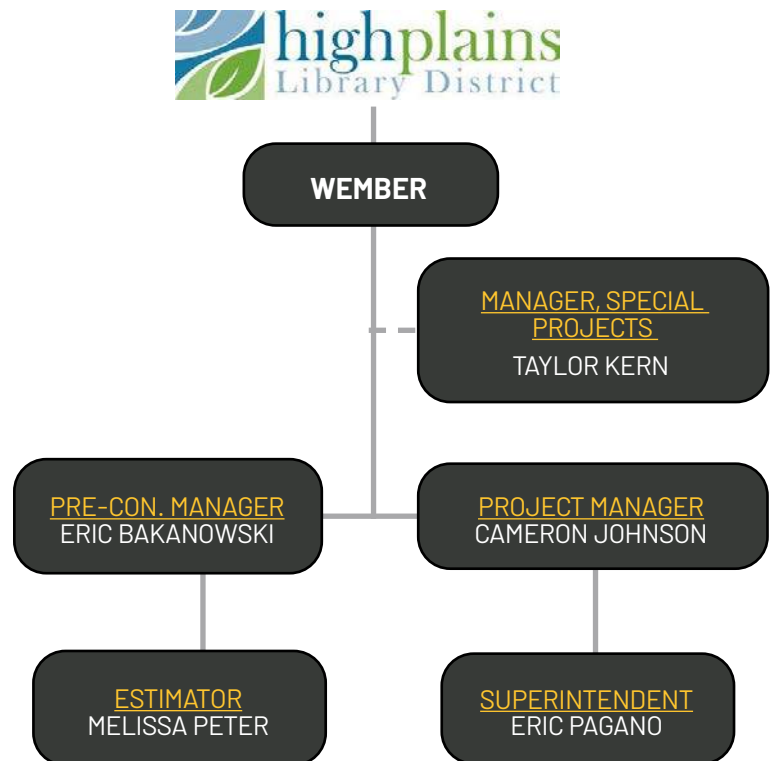 highplains
Library District
WEMBER
MANAGER, SPECIAL
PROJECTS
TAYLOR KERN
PRE-CON. MANAGER
ERIC BAKANOWSKI
PROJECT MANAGER
CAMERON JOHNSON
ESTIMATOR
MELISSA PETER
SUPERINTENDENT
ERIC PAGANO